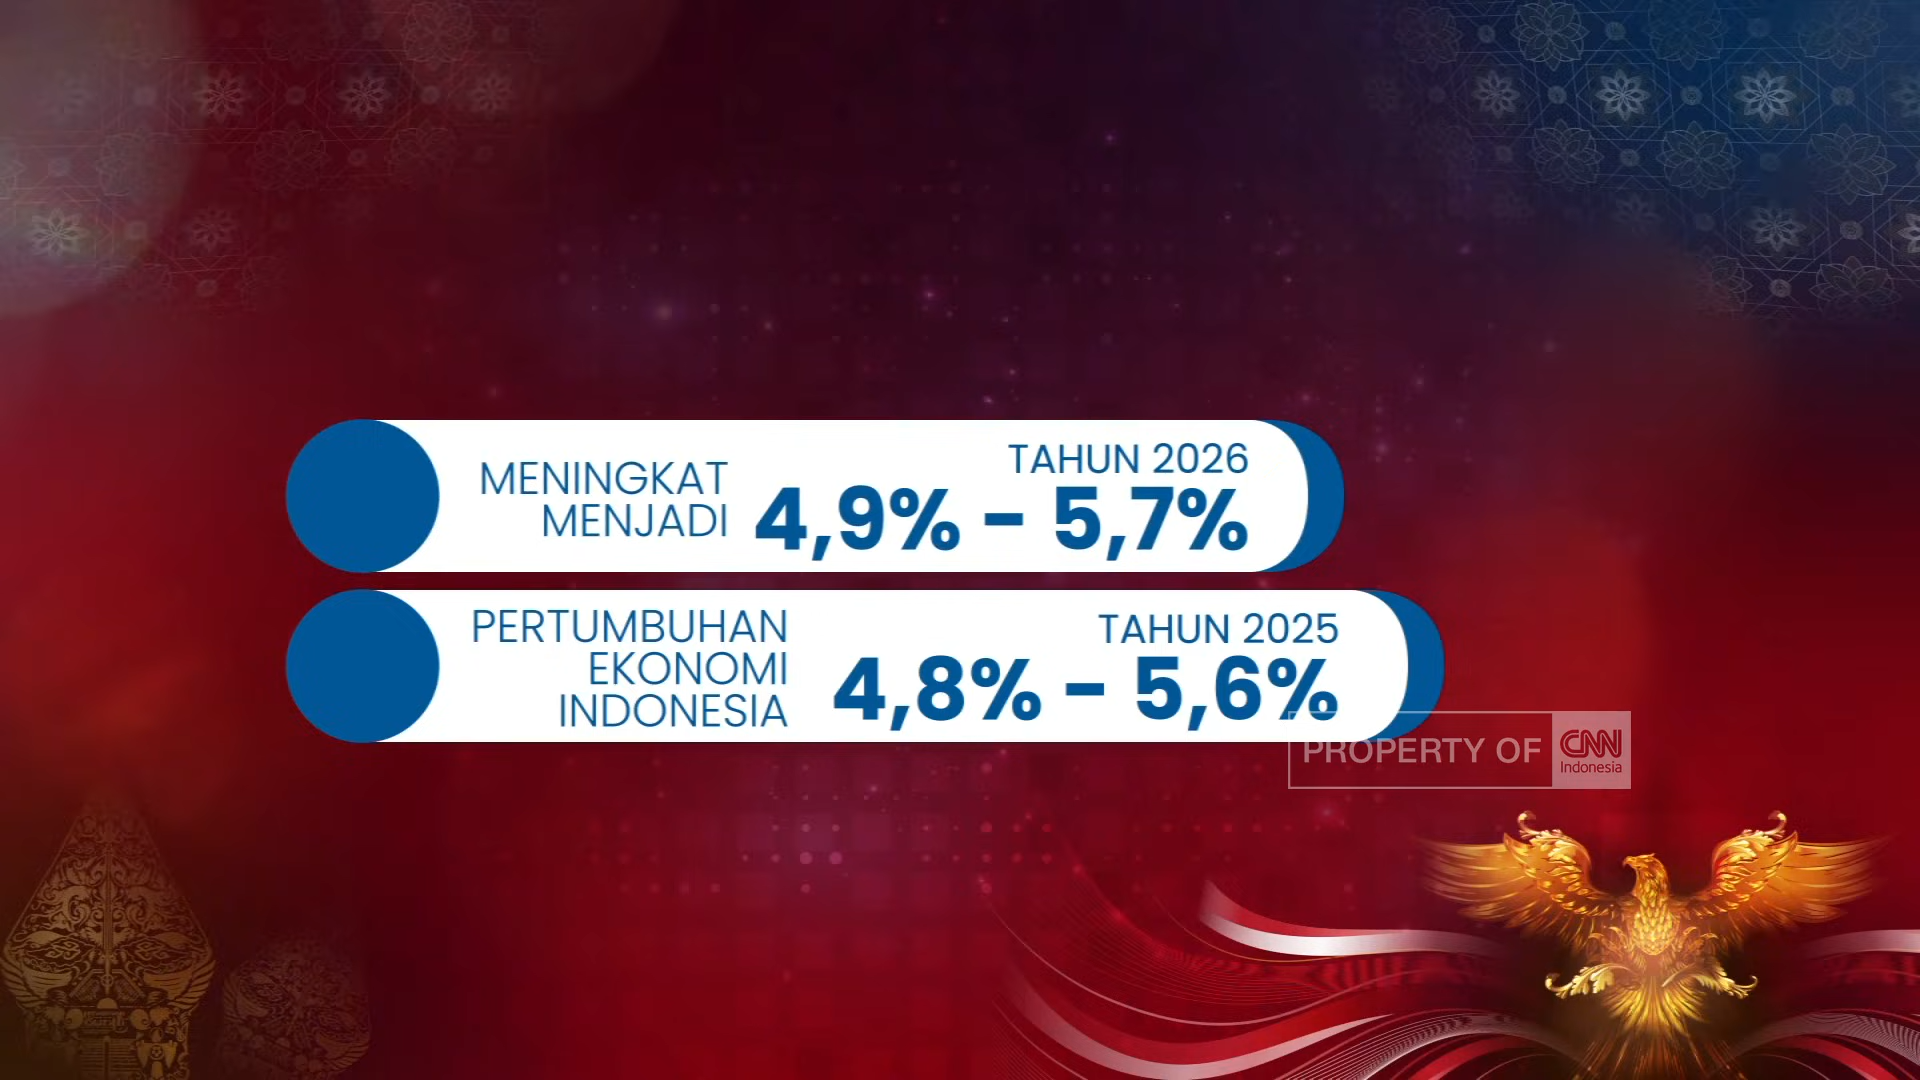 MENINGKAT
MENJADI
TAHUN 2026
4,9% - 5,7%
PERTUMBUHAN
EKONOMI
INDONESIA
TAHUN 2025
4,8% - 5,6%
PROPERTY OF
CNN
Indonesia